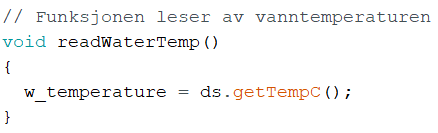 // Funksjonen leser av vanntemperaturen
void readWaterTemp()
{
  w_temperature = ds.getTempC();
}